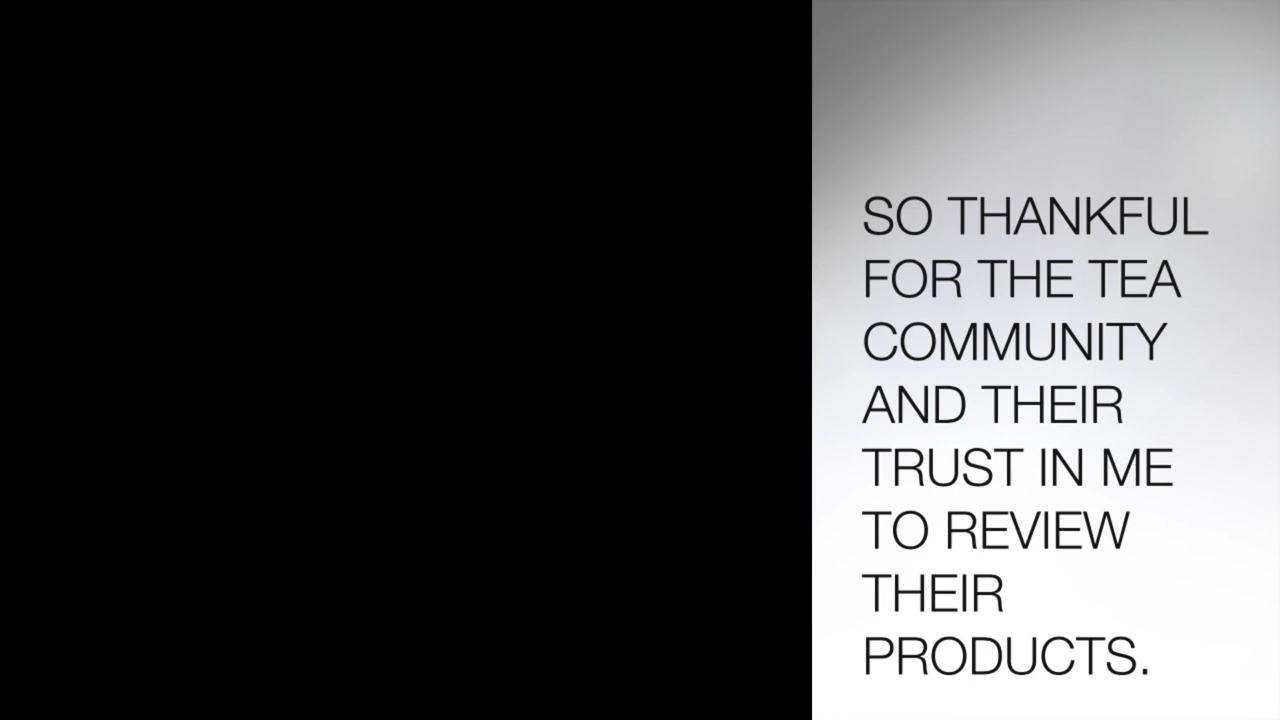 SO THANKFUL
FOR THE TEA
COMMUNITY
AND THEIR
TRUST IN ME
TO REVIEW
THEIR
PRODUCTS.